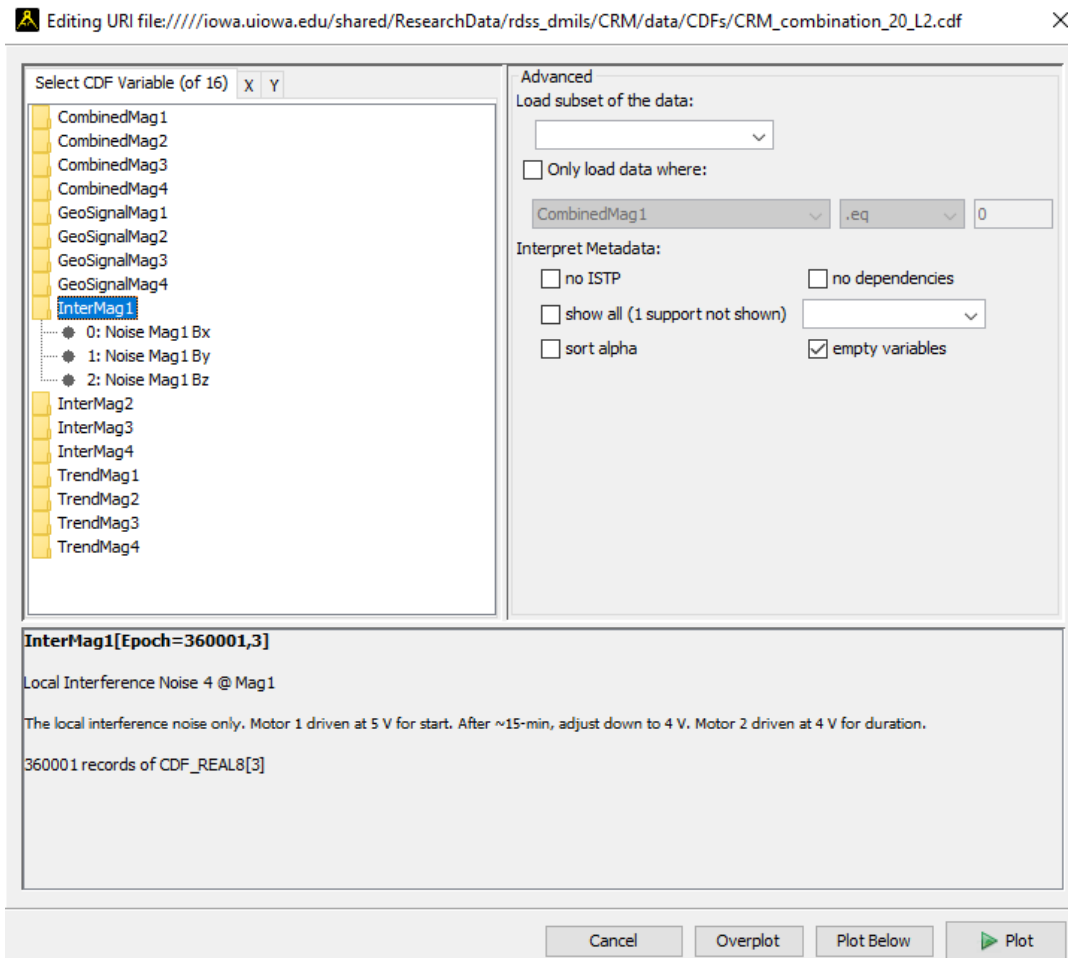 Editing URI file:////iowa.uiowa.edu/shared/ResearchData/rdss_dmils/CRM/data/CDFs/CRM_combination_20_L2.cdf
Select CDF Variable (of 16) X Y
CombinedMag1
CombinedMag2
CombinedMag3
CombinedMag4
GeoSignalMag1
GeoSignalMag2
GeoSignalMag3
GeoSignalMag4
InterMag1
0: Noise Mag1 Bx
1: Noise Mag1 By
2: Noise Mag1 Bz
InterMag2
InterMag3
InterMag4
TrendMag1
TrendMag2
TrendMag3
TrendMag4
Advanced
Load subset of the data:
Only load data where:
CombinedMag1 .eq 0
Interpret Metadata:
no ISTP no dependencies
show all (1 support not shown)
sort alpha empty variables
InterMag1[Epoch=360001,3]
Local Interference Noise 4 @ Mag1
The local interference noise only. Motor 1 driven at 5 V for start. After ~15-min, adjust down to 4 V. Motor 2 driven at 4 V for duration.
360001 records of CDF_REAL8[3]
Cancel Overplot Plot Below Plot